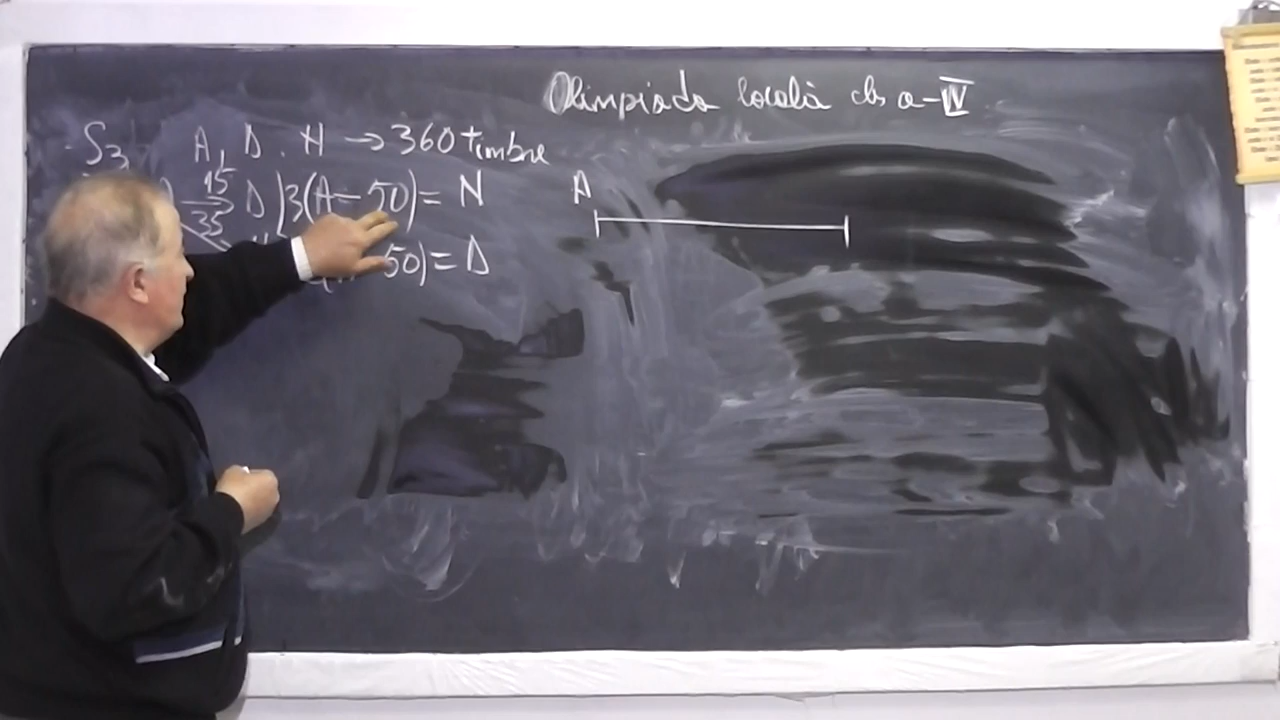 Olimpiada locală cls a-IV
S3 A, D, N → 360 timbre
15 D ) 3(A-50) = N A
35
50) = D